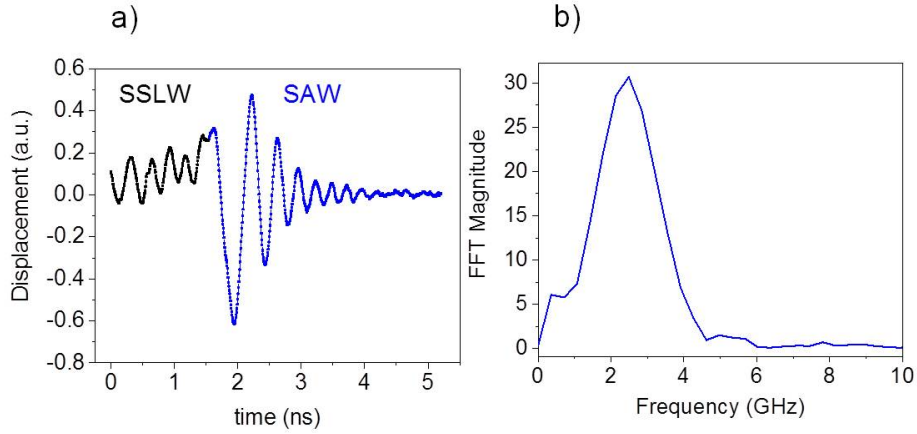 a)
SSLW SAW
Displacement (a.u.)
0.6
0.4
0.2
0.0
-0.2
-0.4
-0.6
-0.8
0 1 2 3 4 5
time (ns)
b)
FFT Magnitude
30
25
20
15
10
5
0
0 2 4 6 8 10
Frequency (GHz)